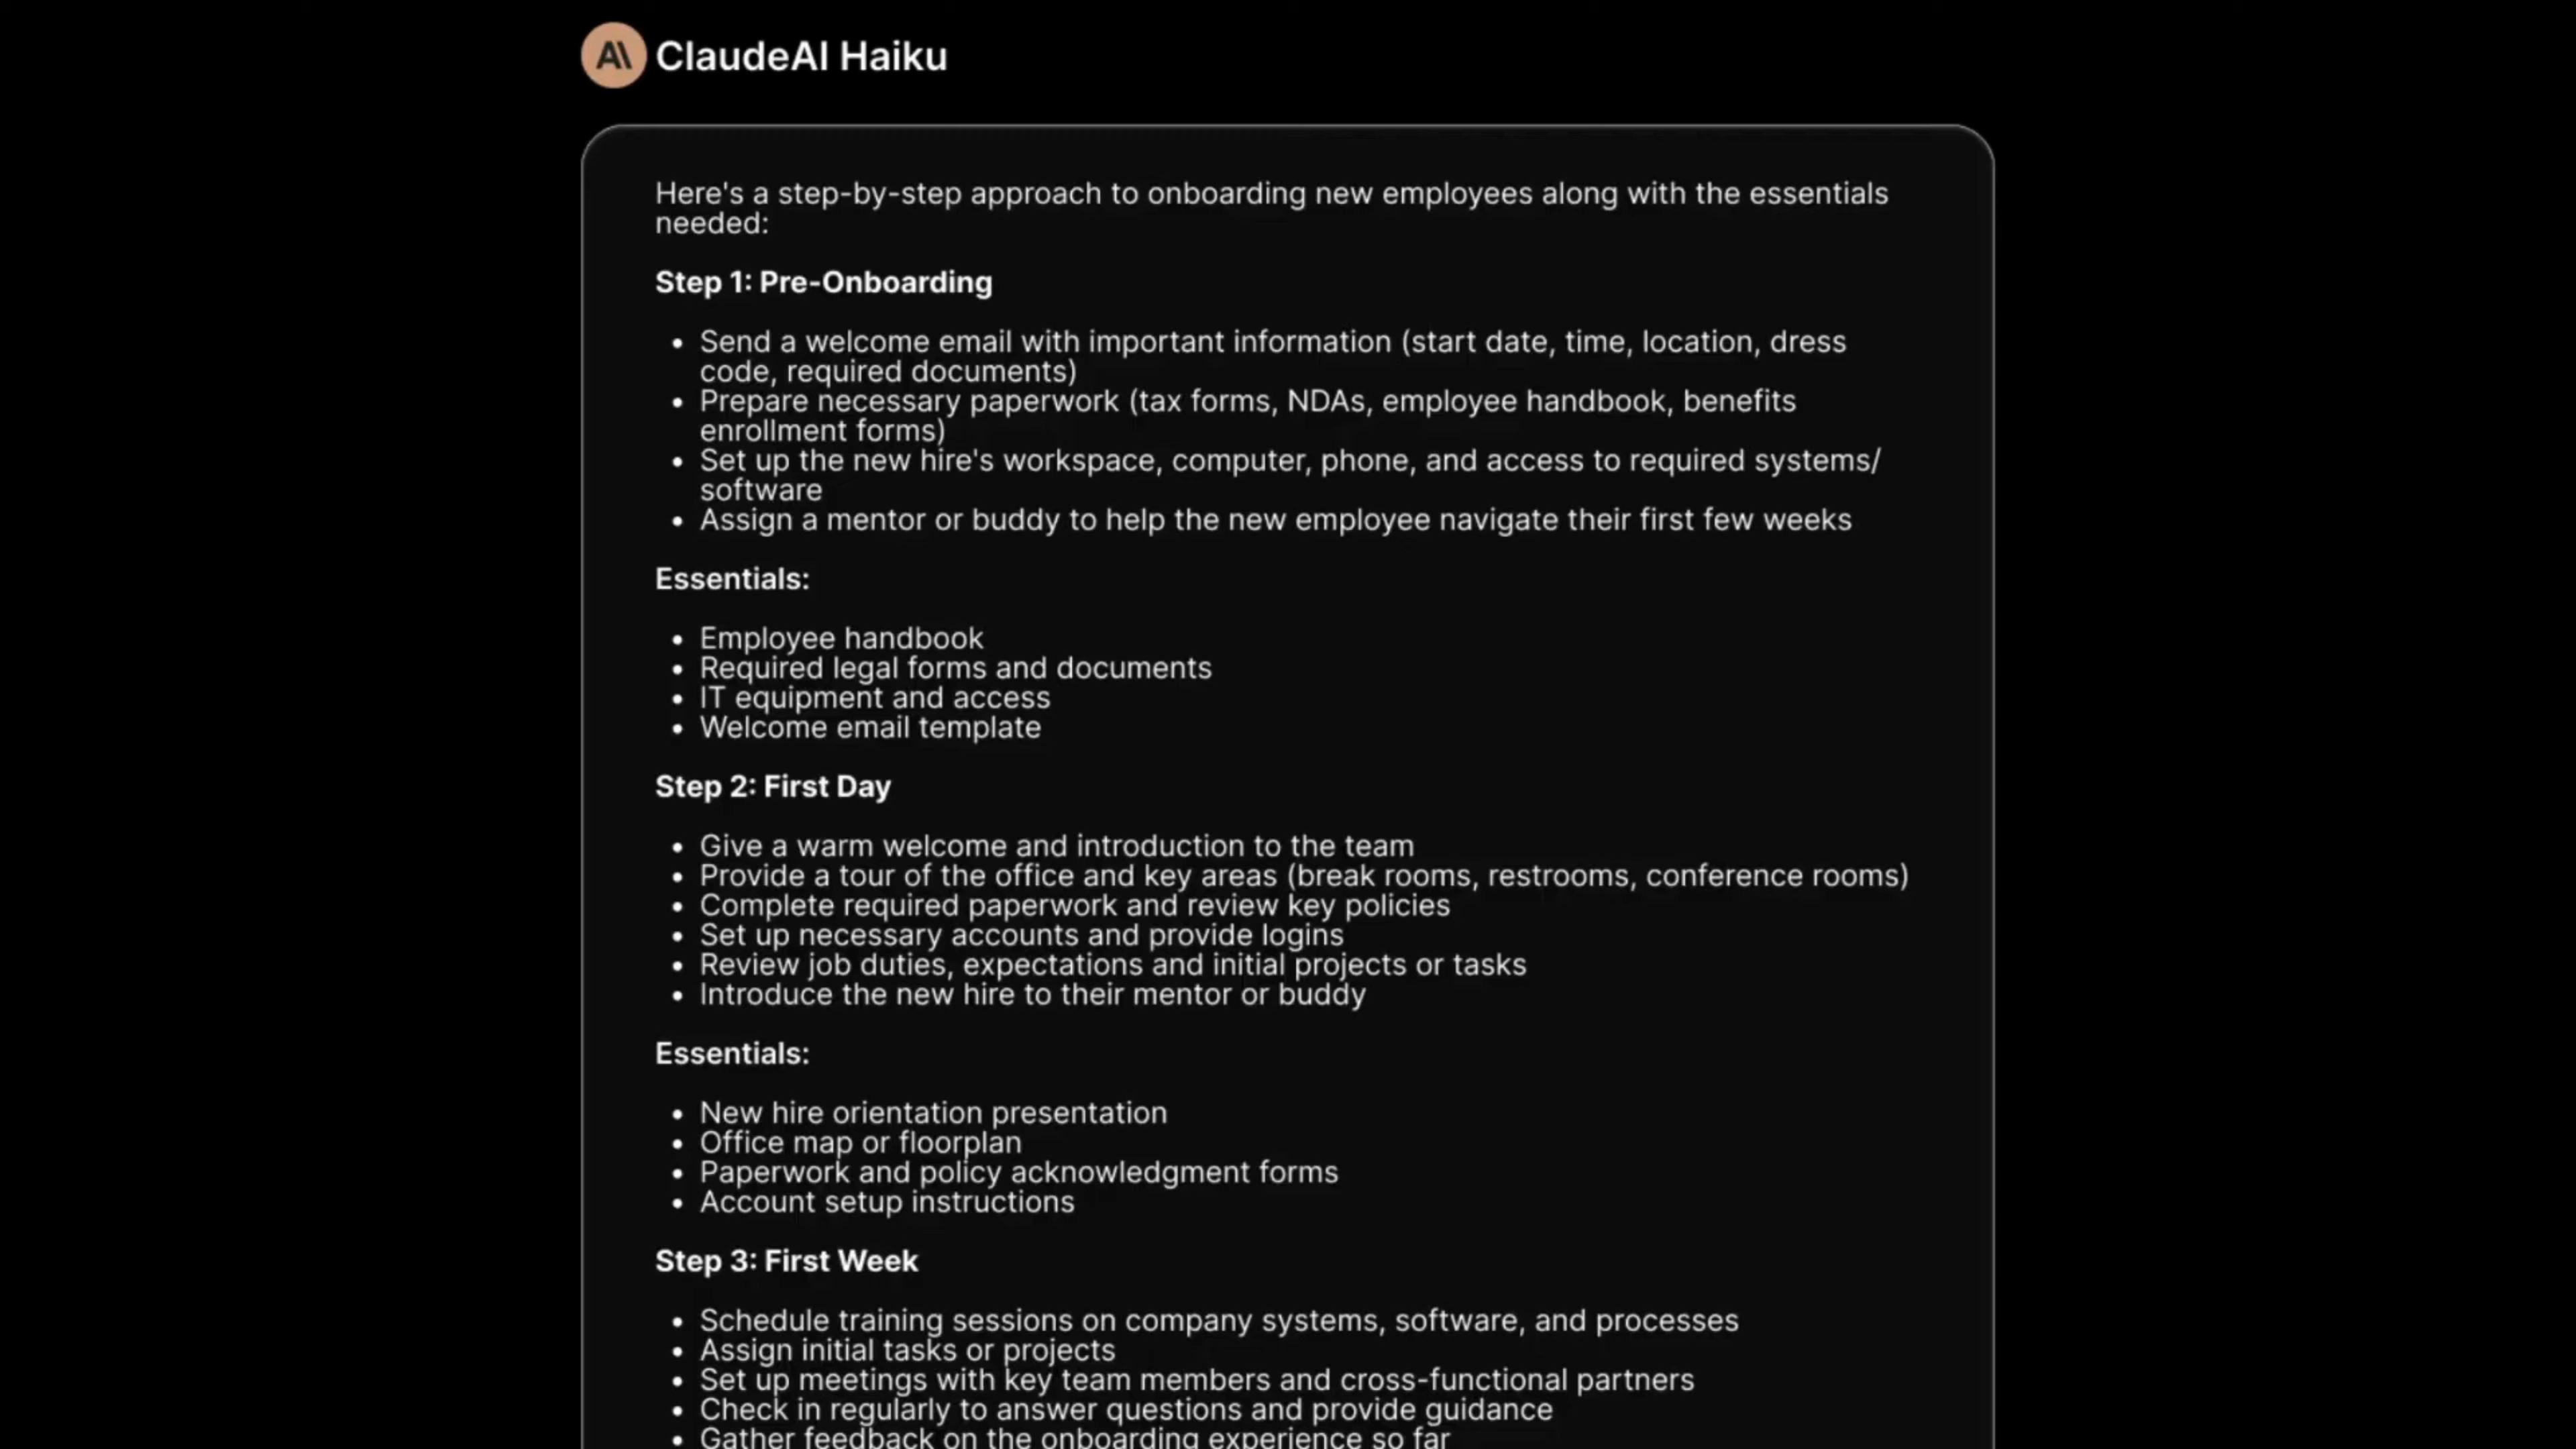 ClaudeAI Haiku
Here's a step-by-step approach to onboarding new employees along with the essentials
needed:
Step 1: Pre-Onboarding
• Send a welcome email with important information (start date, time, location, dress
code, required documents)
• Prepare necessary paperwork (tax forms, NDAs, employee handbook, benefits
enrollment forms)
• Set up the new hire's workspace, computer, phone, and access to required systems/
software
• Assign a mentor or buddy to help the new employee navigate their first few weeks
Essentials:
• Employee handbook
• Required legal forms and documents
• IT equipment and access
• Welcome email template
Step 2: First Day
• Give a warm welcome and introduction to the team
• Provide a tour of the office and key areas (break rooms, restrooms, conference rooms)
• Complete required paperwork and review key policies
• Set up necessary accounts and provide logins
• Review job duties, expectations and initial projects or tasks
• Introduce the new hire to their mentor or buddy
Essentials:
• New hire orientation presentation
• Office map or floorplan
• Paperwork and policy acknowledgment forms
• Account setup instructions
Step 3: First Week
• Schedule training sessions on company systems, software, and processes
• Assign initial tasks or projects
• Set up meetings with key team members and cross-functional partners
• Check in regularly to answer questions and provide guidance
• Gather feedback on the onboarding experience so far